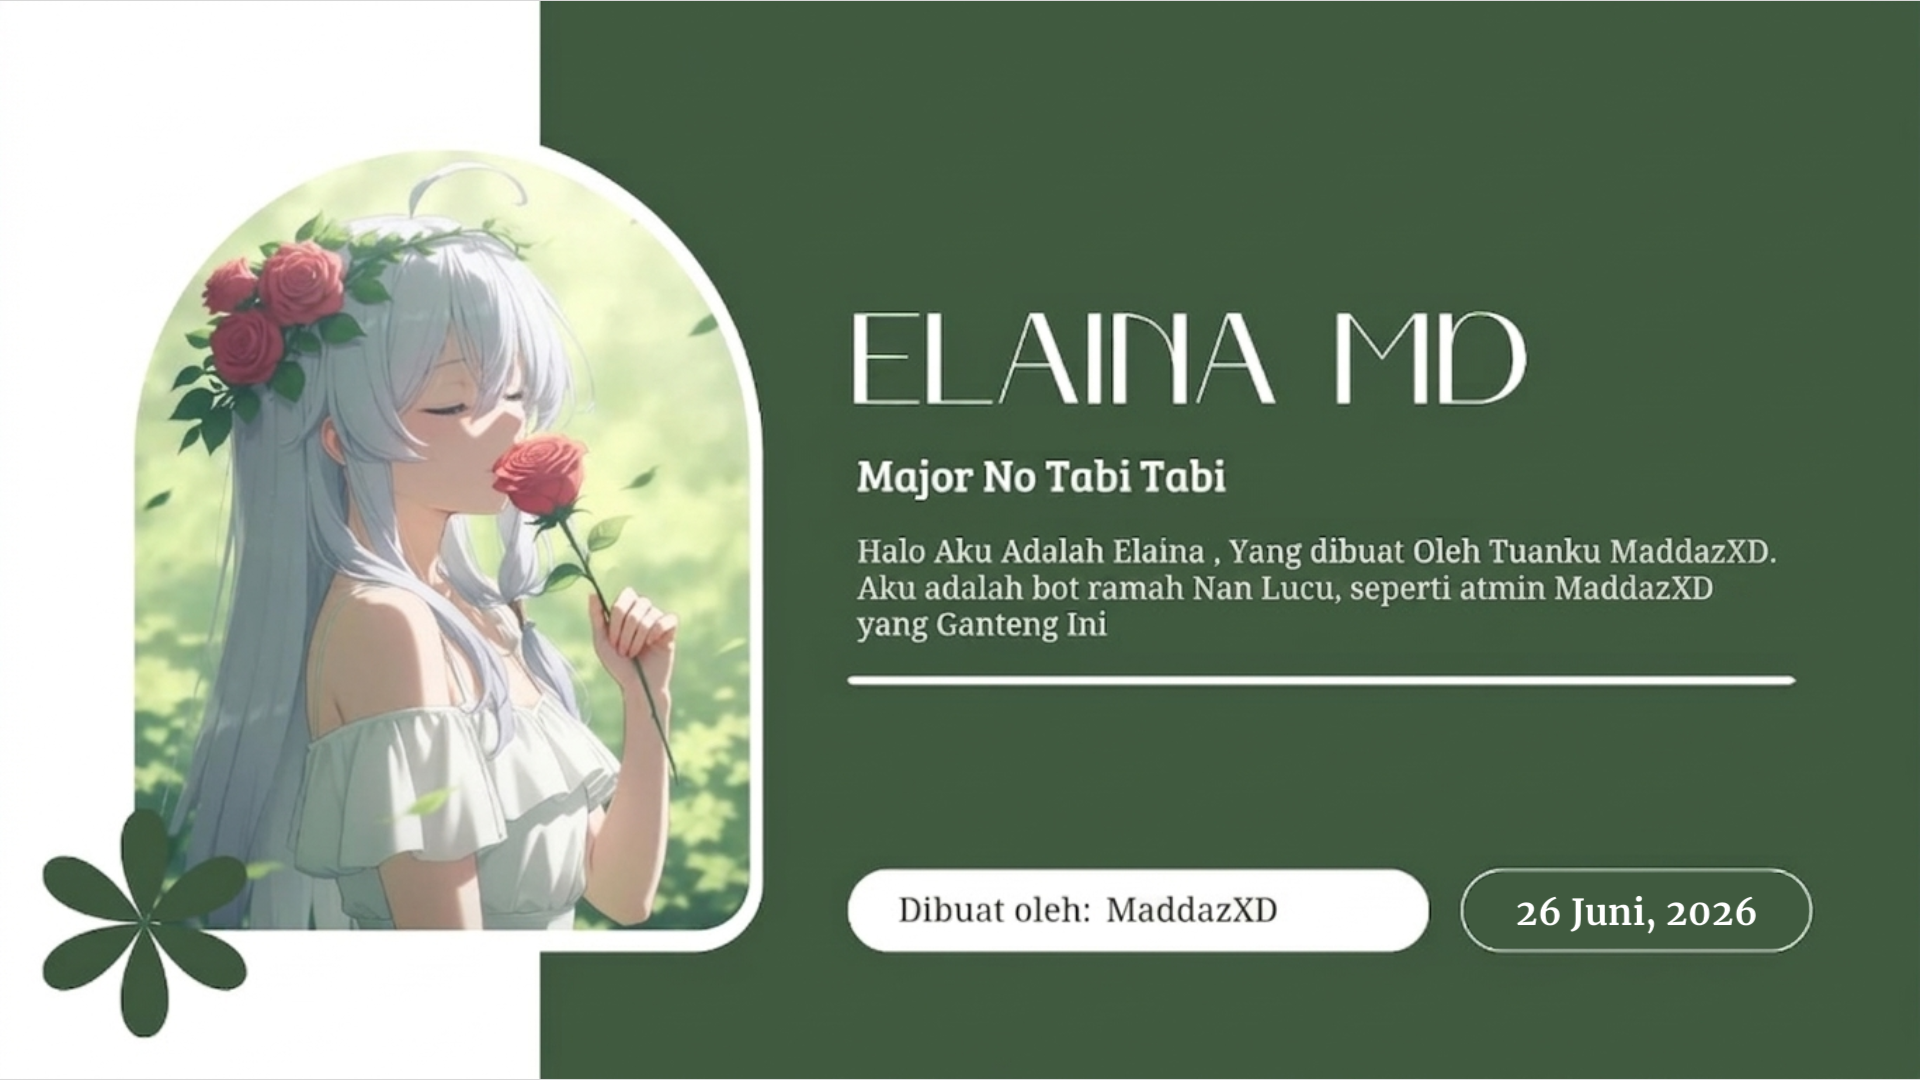 ELAINA MD
Major No Tabi Tabi
Halo Aku Adalah Elaina , Yang dibuat Oleh Tuanku MaddazXD.
Aku adalah bot ramah Nan Lucu, seperti atmin MaddazXD
yang Ganteng Ini
Dibuat oleh: MaddazXD
26 Juni, 2026